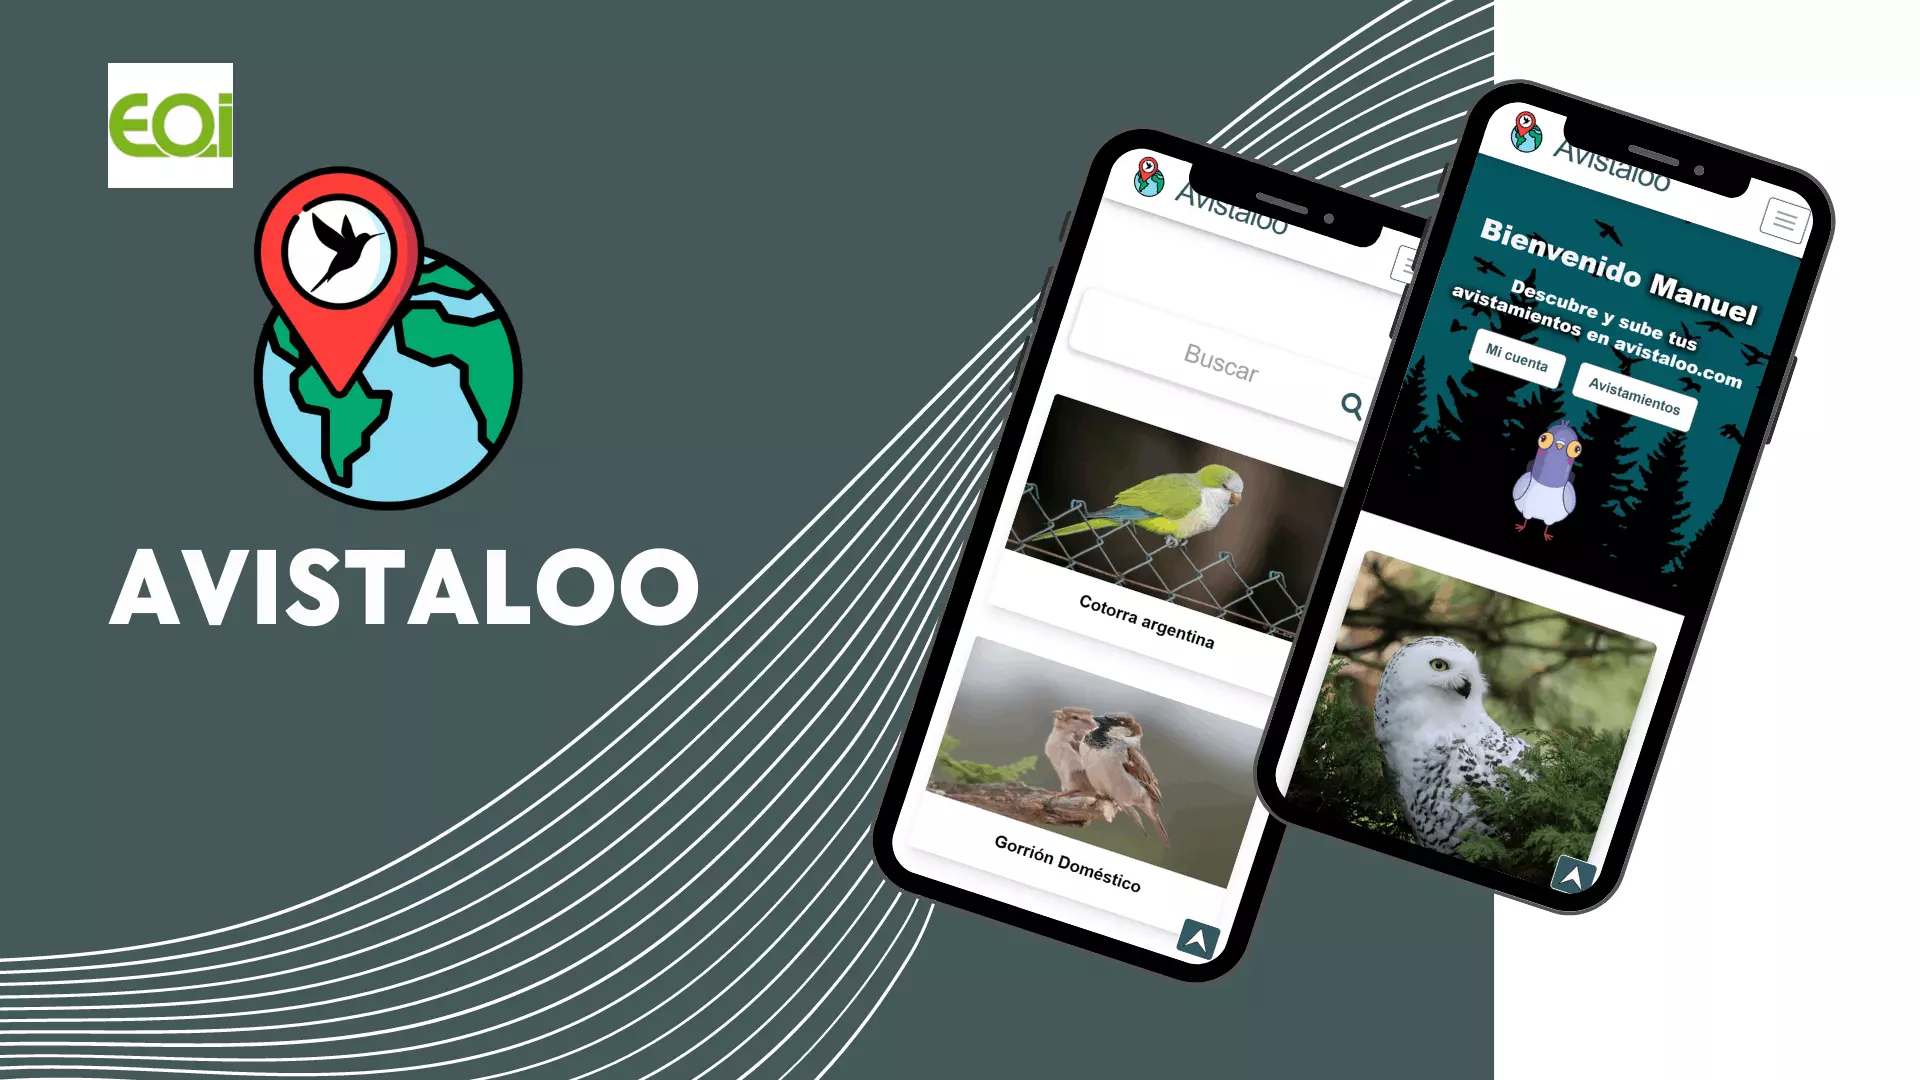 EOi
AVISTALOO
Avistaloo
Buscar
Cotorra argentina
Gorrión Doméstico
Avistaloo
Bienvenido Manuel
Descubre y sube tus
avistamientos en avistaloo.com
Mi cuenta
Avistamientos